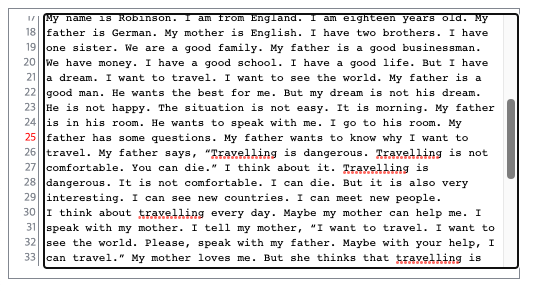 17 My name is Robinson. I am from England. I am eighteen years old. My
18 father is German. My mother is English. I have two brothers. I have
19 one sister. We are a good family. My father is a good businessman.
20 We have money. I have a good school. I have a good life. But I have
21 a dream. I want to travel. I want to see the world. My father is a
22 good man. He wants the best for me. But my dream is not his dream.
23 He is not happy. The situation is not easy. It is morning. My father
24 is in his room. He wants to speak with me. I go to his room. My
25 father has some questions. My father wants to know why I want to
26 travel. My father says, “Travelling is dangerous. Travelling is not
27 comfortable. You can die.” I think about it. Travelling is
28 dangerous. It is not comfortable. I can die. But it is also very
29 interesting. I can see new countries. I can meet new people.
30 I think about travelling every day. Maybe my mother can help me. I
31 speak with my mother. I tell my mother, “I want to travel. I want to
32 see the world. Please, speak with my father. Maybe with your help, I
33 can travel.” My mother loves me. But she thinks that travelling is